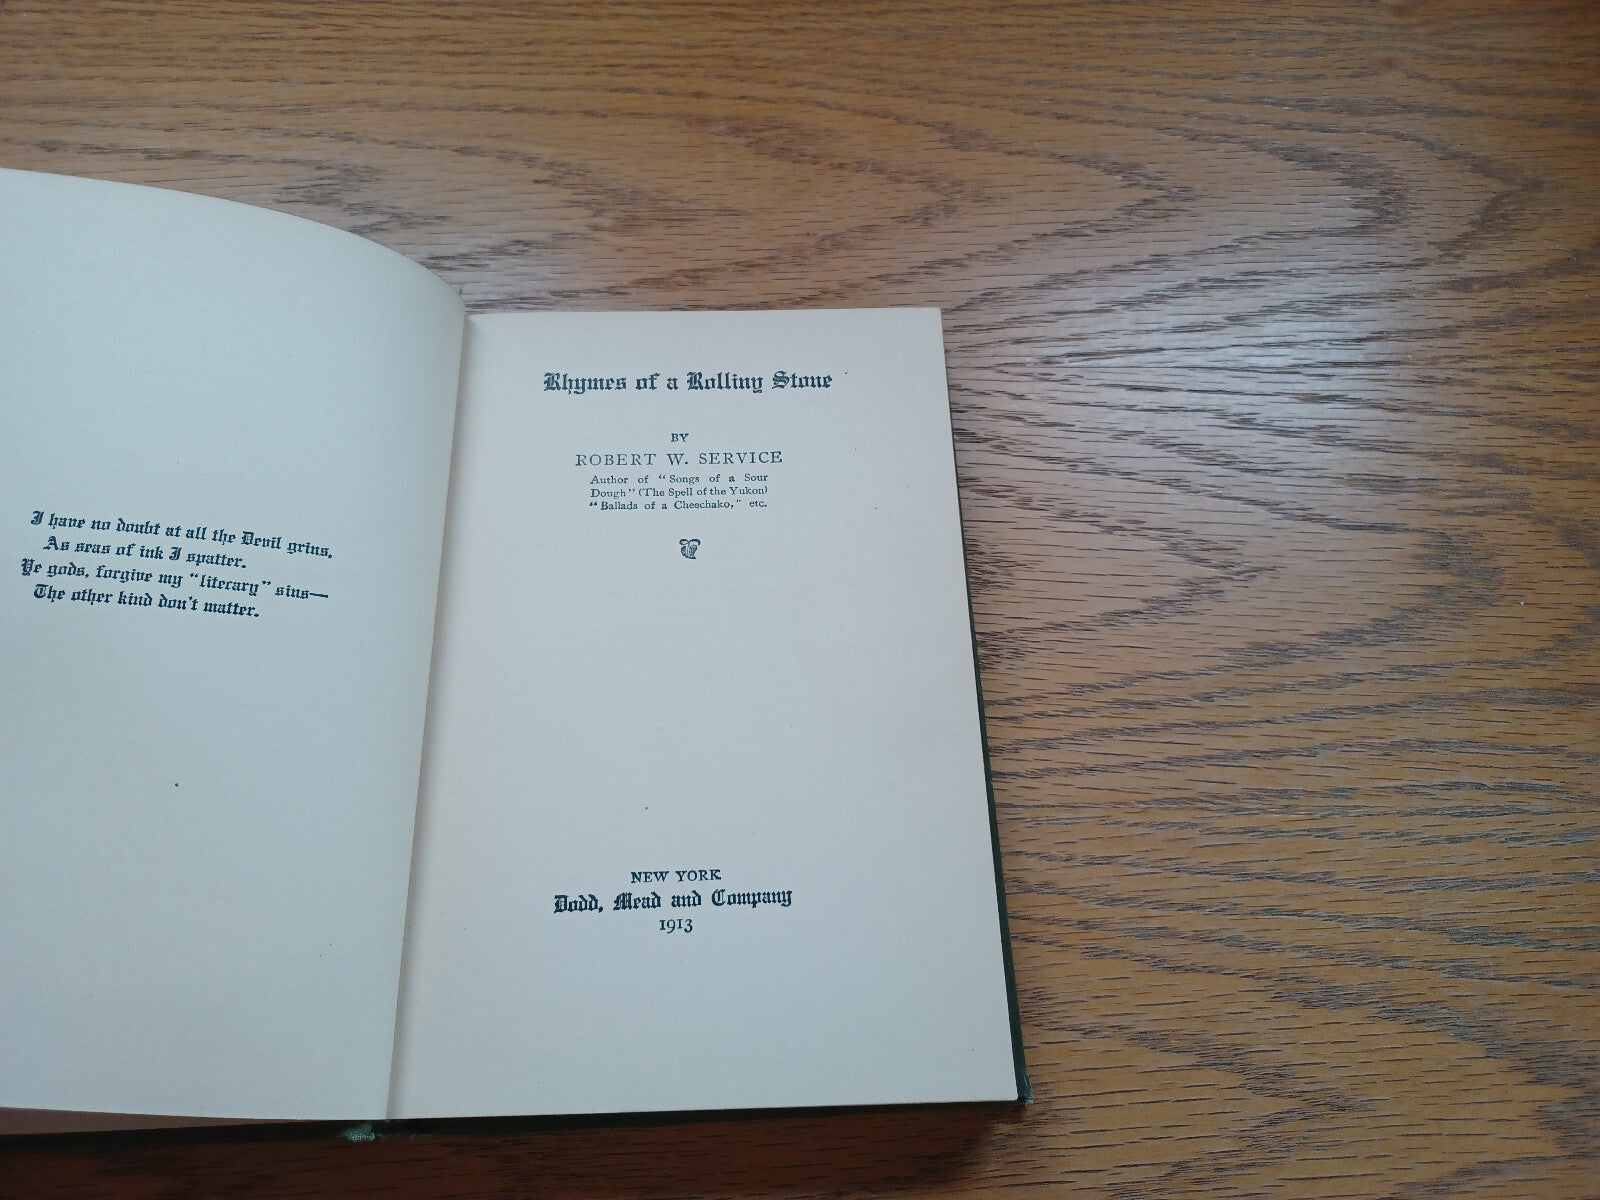 I have no doubt at all the Devil grins,
As seas of ink I spatter.
Ye gods, forgive my "literary" sins—
The other kind don't matter.
Rhymes of a Rolling Stone
BY
ROBERT W. SERVICE
Author of "Songs of a Sour
Dough" (The Spell of the Yukon)
"Ballads of a Cheechako," etc.
NEW YORK
Dodd, Mead and Company
1913